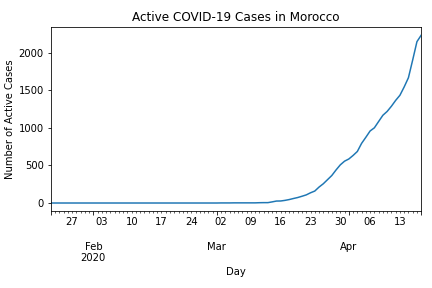 Active COVID-19 Cases in Morocco
Number of Active Cases
2000
1500
1000
500
0
27 03 10 17 24 02 09 16 23 30 06 13
Feb Mar Apr
2020
Day